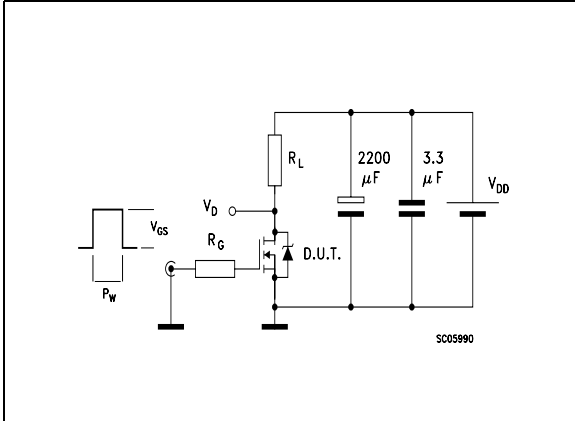 R_L
2200
μF
3.3
μF
V_DD
V_D
V_GS
R_G
D.U.T.
P_W
SC05990